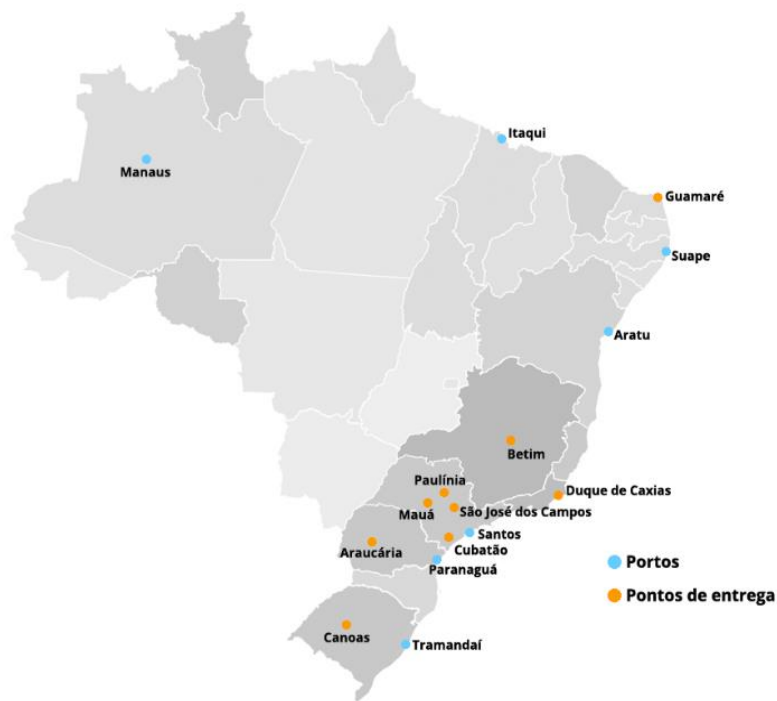 Itaqui
Manaus
Guamaré
Suape
Aratu
Betim
Paulínia
Duque de Caxias
Mauá
São José dos Campos
Santos
Araucária
Cubatão
Paranaguá
Portos
Pontos de entrega
Canoas
Tramandaí